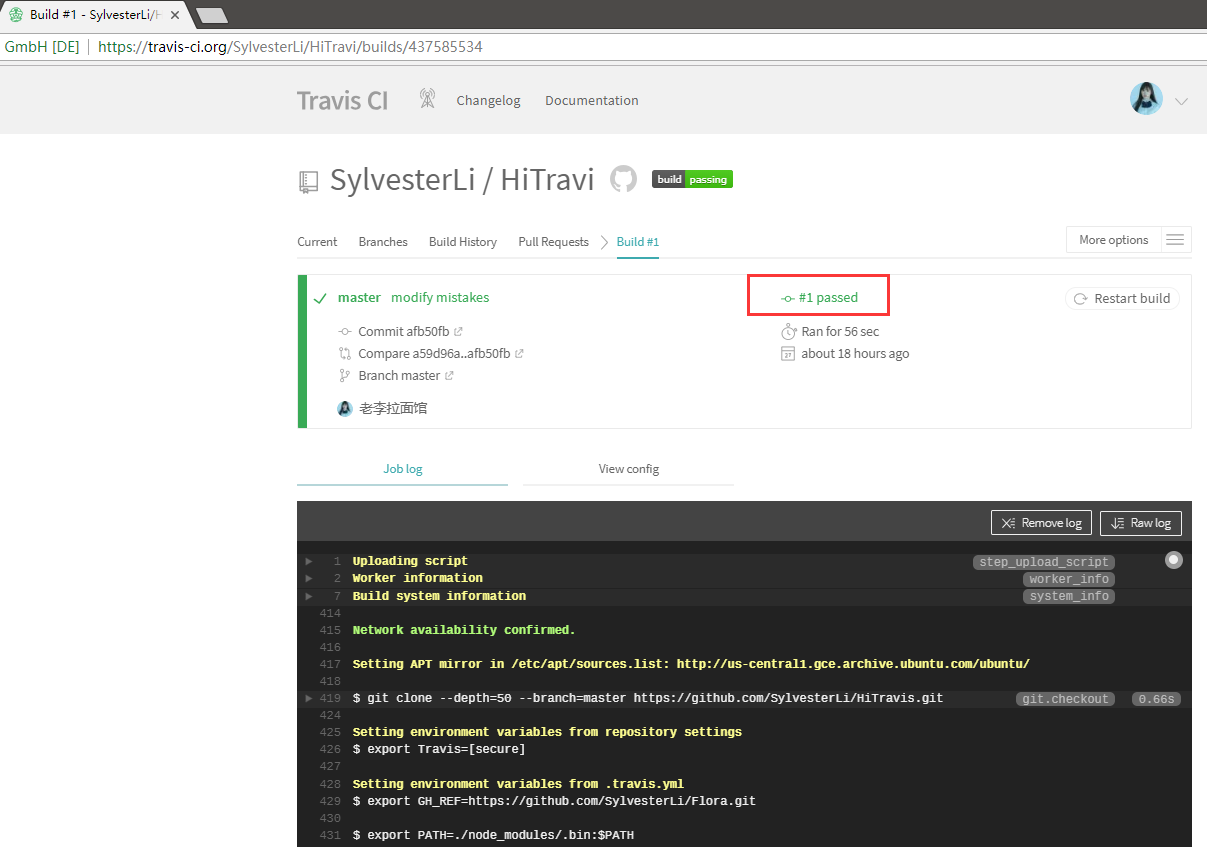 Build #1 - SylvesterLi/H
GmbH [DE] https://travis-ci.org/SylvesterLi/HiTravi/builds/437585534
Travis CI Changelog Documentation
SylvesterLi / HiTravi build passing
Current Branches Build History Pull Requests Build #1 More options
master modify mistakes #1 passed Restart build
Commit afb50fb Ran for 56 sec
Compare a59d96a..afb50fb about 18 hours ago
27
Branch master
老李拉面馆
Job log View config
Remove log Raw log
1 Uploading script step_upload_script
2 Worker information worker_info
7 Build system information system_info
414
415 Network availability confirmed.
416
417 Setting APT mirror in /etc/apt/sources.list: http://us-central1.gce.archive.ubuntu.com/ubuntu/
418
419 $ git clone --depth=50 --branch=master https://github.com/SylvesterLi/HiTravis.git git.checkout 0.66s
424
425 Setting environment variables from repository settings
426 $ export Travis=[secure]
427
428 Setting environment variables from .travis.yml
429 $ export GH_REF=https://github.com/SylvesterLi/Flora.git
430
431 $ export PATH=./node_modules/.bin:$PATH